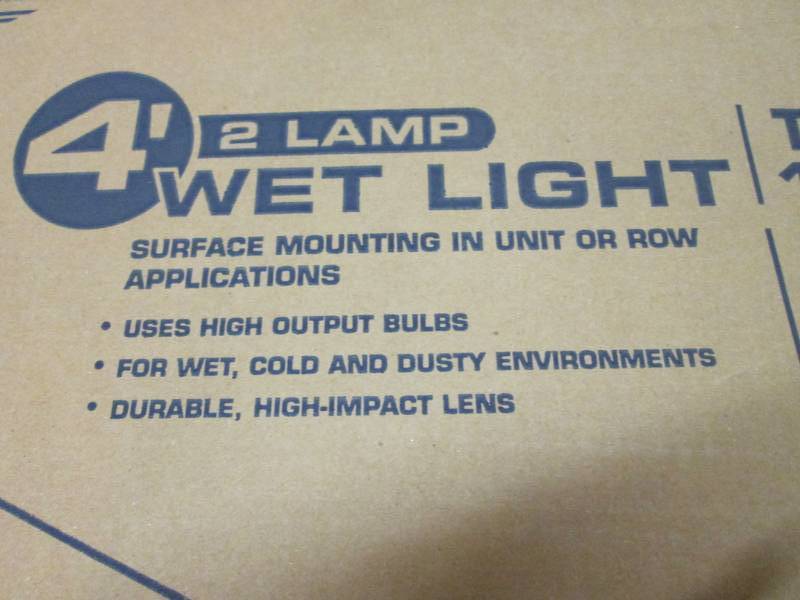 4' 2 LAMP
WET LIGHT
SURFACE MOUNTING IN UNIT OR ROW
APPLICATIONS
• USES HIGH OUTPUT BULBS
• FOR WET, COLD AND DUSTY ENVIRONMENTS
• DURABLE, HIGH-IMPACT LENS